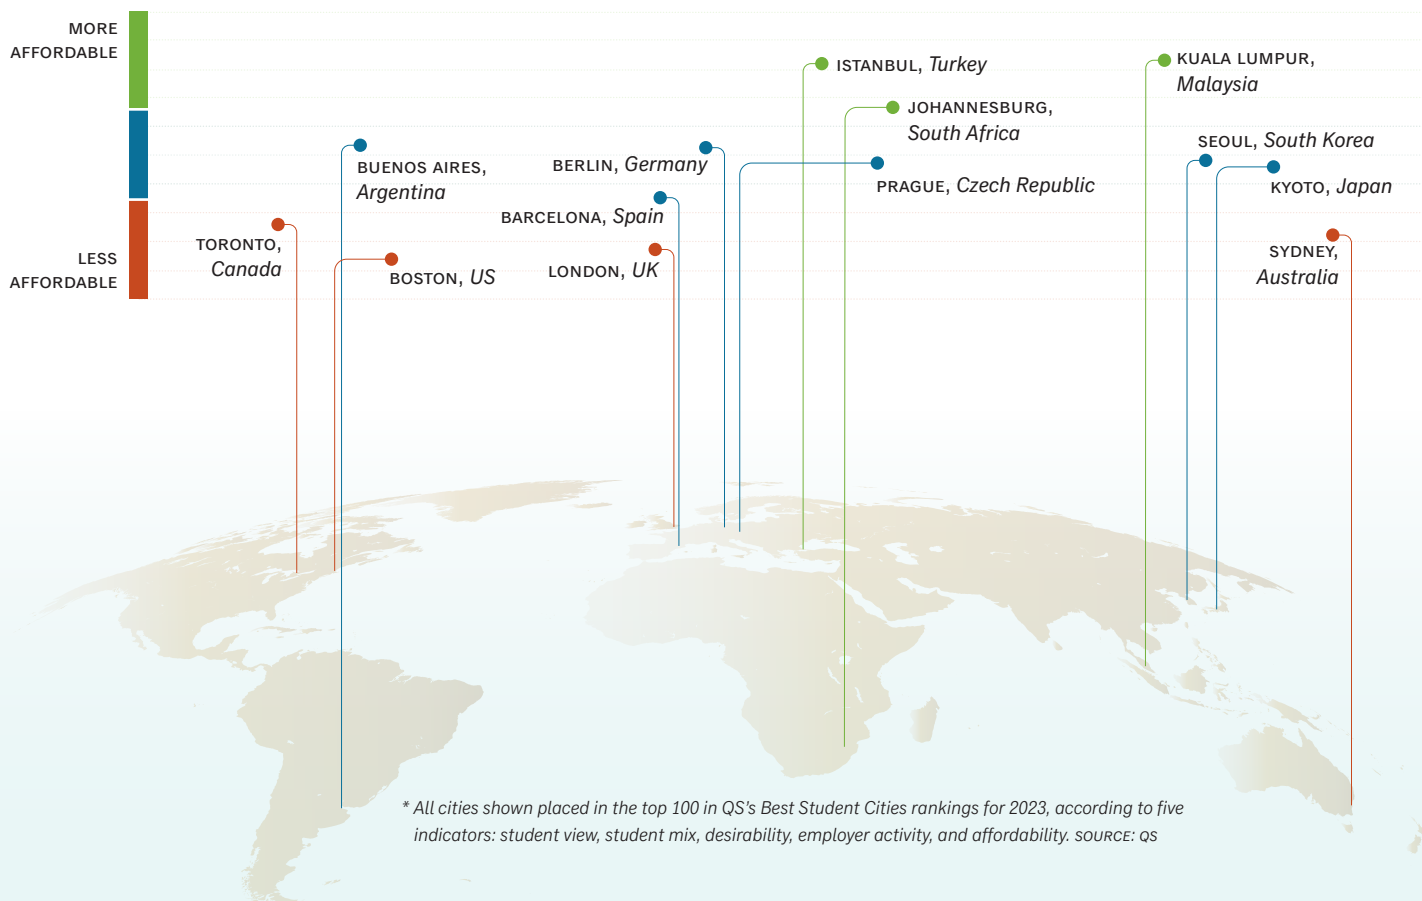 MORE
AFFORDABLE
LESS
AFFORDABLE
TORONTO,
Canada
BUENOS AIRES,
Argentina
BOSTON, US
BERLIN, Germany
BARCELONA, Spain
LONDON, UK
ISTANBUL, Turkey
JOHANNESBURG,
South Africa
PRAGUE, Czech Republic
KUALA LUMPUR,
Malaysia
SEOUL, South Korea
KYOTO, Japan
SYDNEY,
Australia
* All cities shown placed in the top 100 in QS’s Best Student Cities rankings for 2023, according to five
indicators: student view, student mix, desirability, employer activity, and affordability. SOURCE: QS